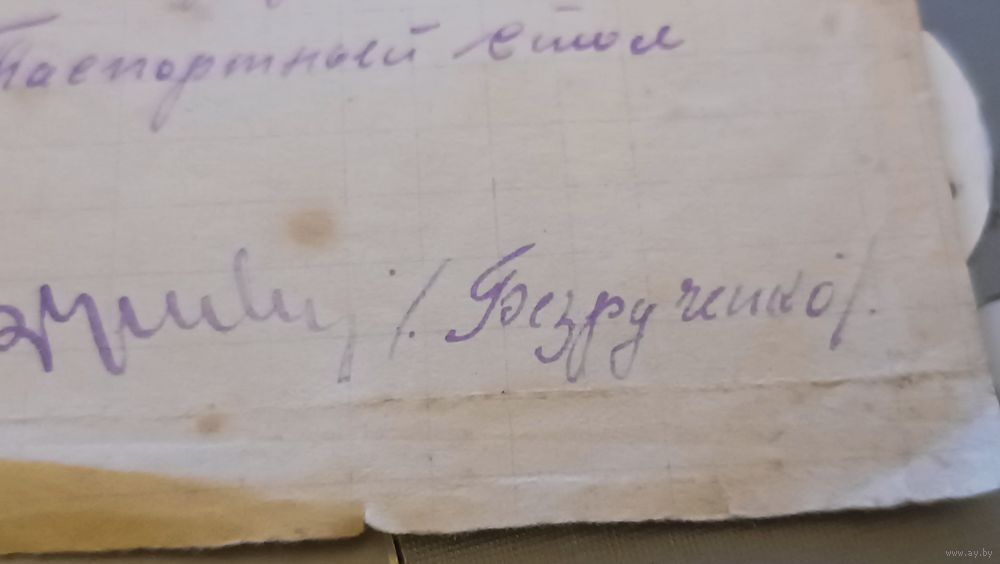 Паспортный стол
/. Безрученко/.
www.ay.by